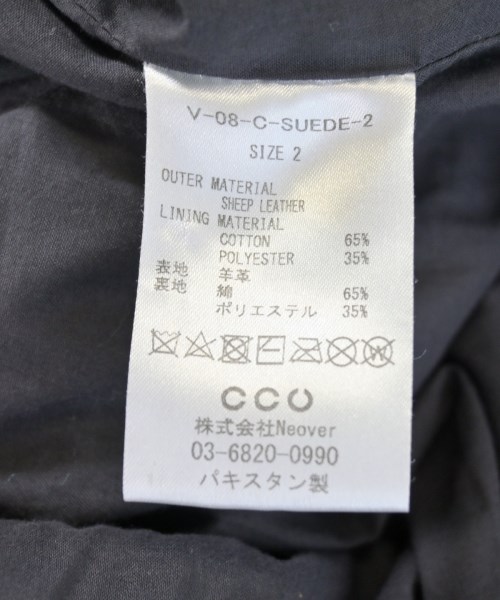 V-08-C-SUEDE-2
SIZE 2
OUTER MATERIAL
SHEEP LEATHER
LINING MATERIAL
COTTON 65%
POLYESTER 35%
表地 羊革
裏地 綿 65%
ポリエステル 35%
CCU
株式会社Neover
03-6820-0990
パキスタン製